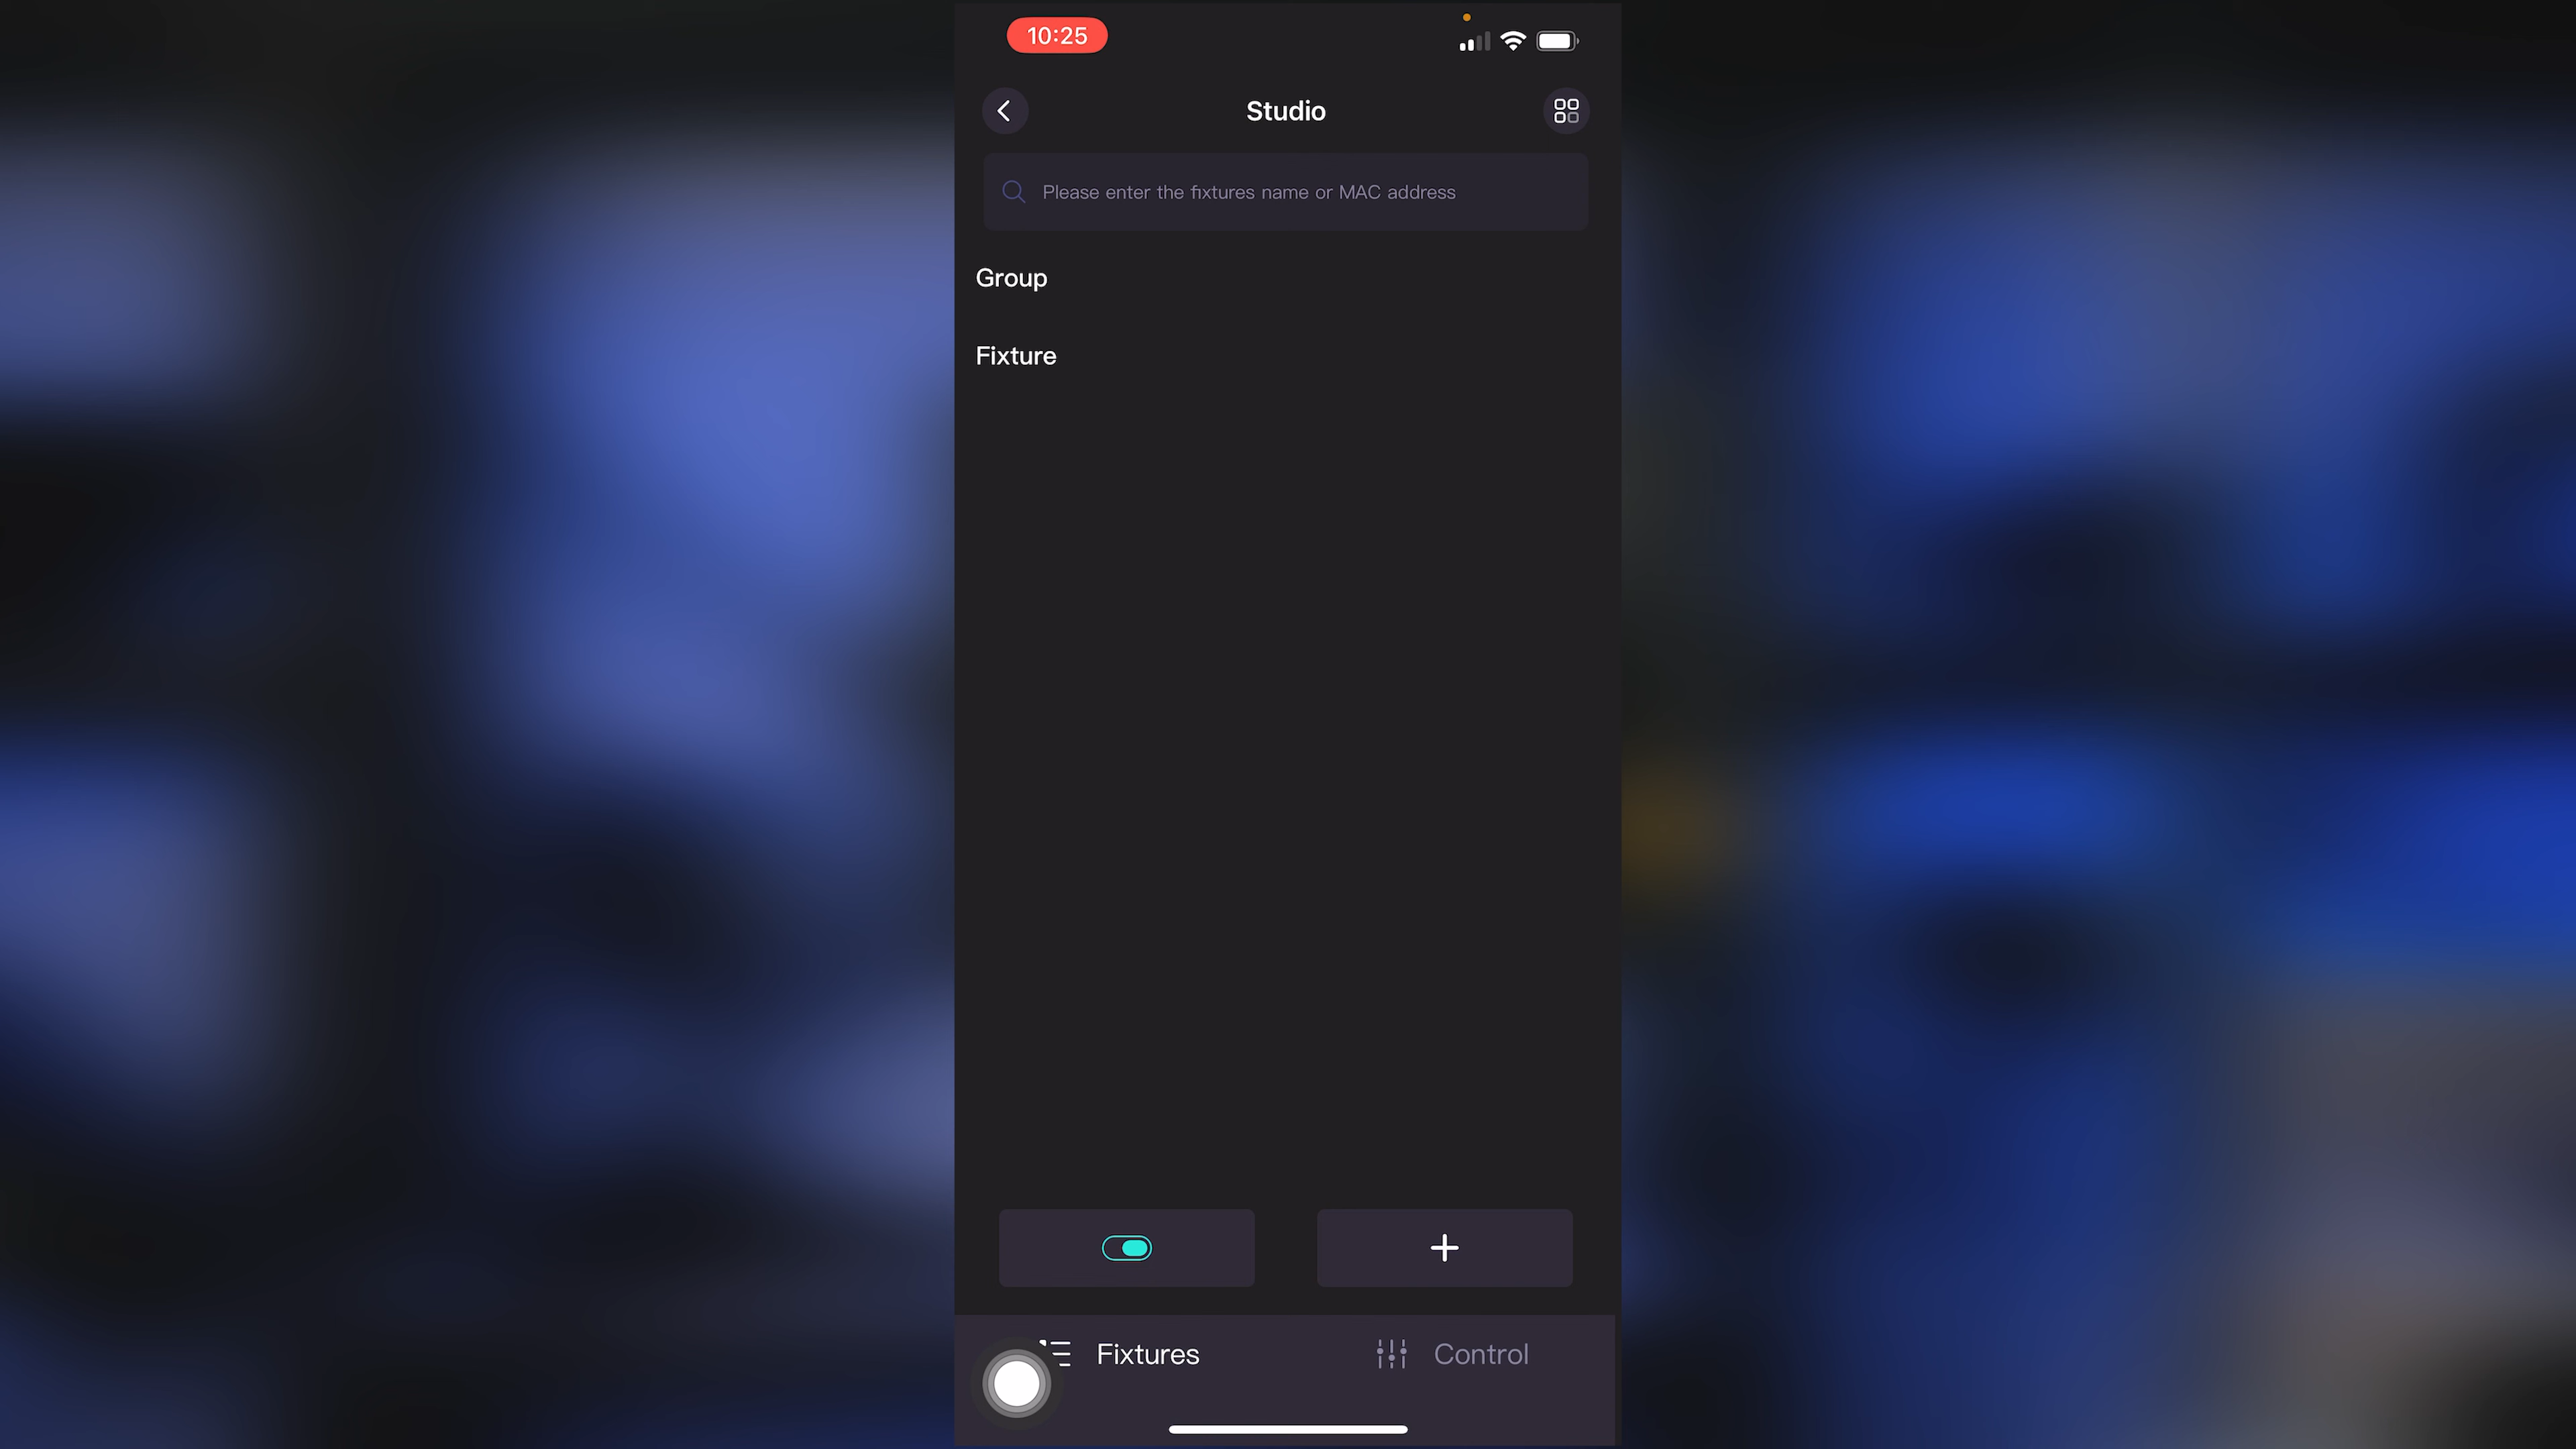 10:25
Studio
Please enter the fixtures name or MAC address
Group
Fixture
Fixtures
Control